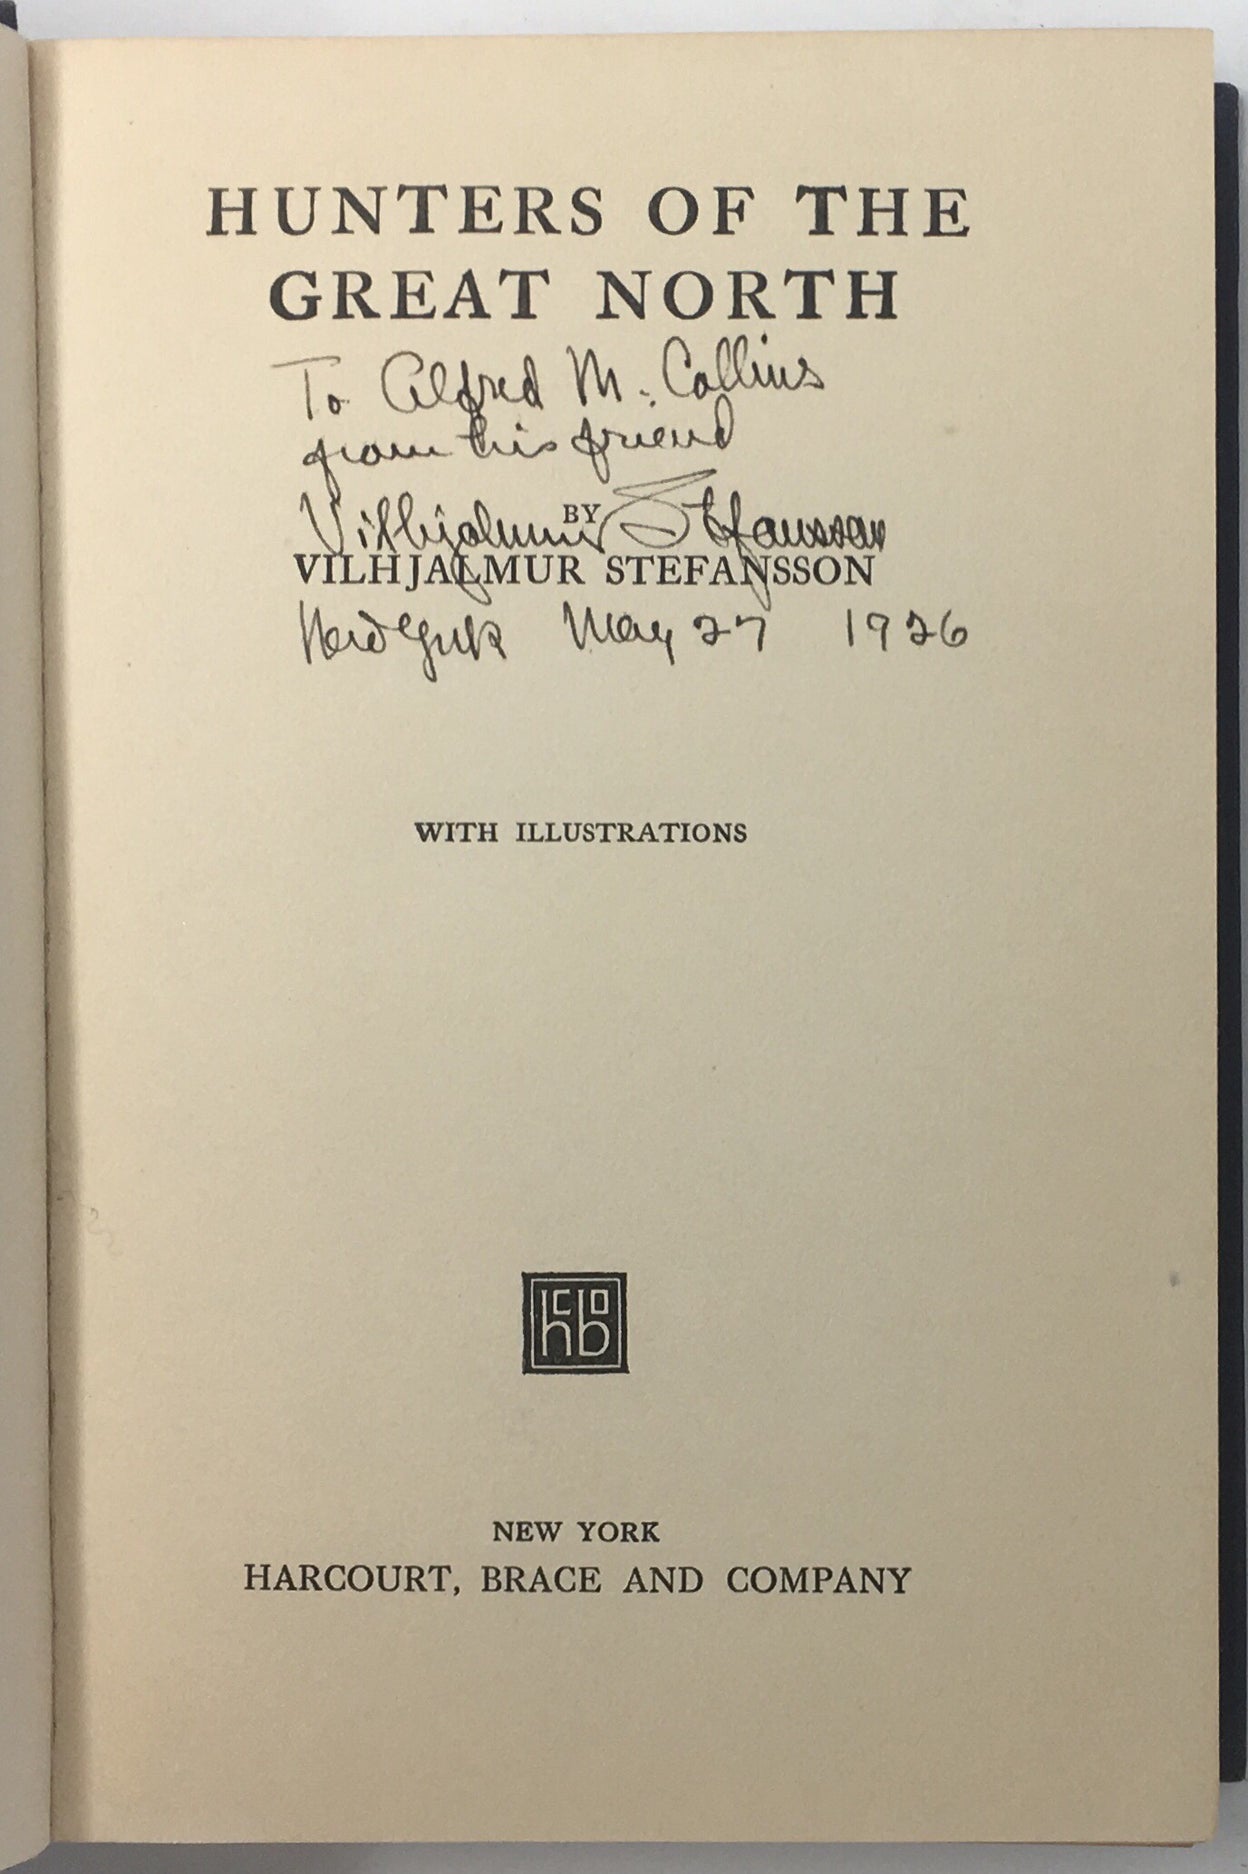 HUNTERS OF THE
GREAT NORTH
To Alfred M. Collins
from his friend
Vilhjalmur Stefansson
BY
VILHJALMUR STEFANSSON
New York May 27 1926
WITH ILLUSTRATIONS
hcbo
NEW YORK
HARCOURT, BRACE AND COMPANY